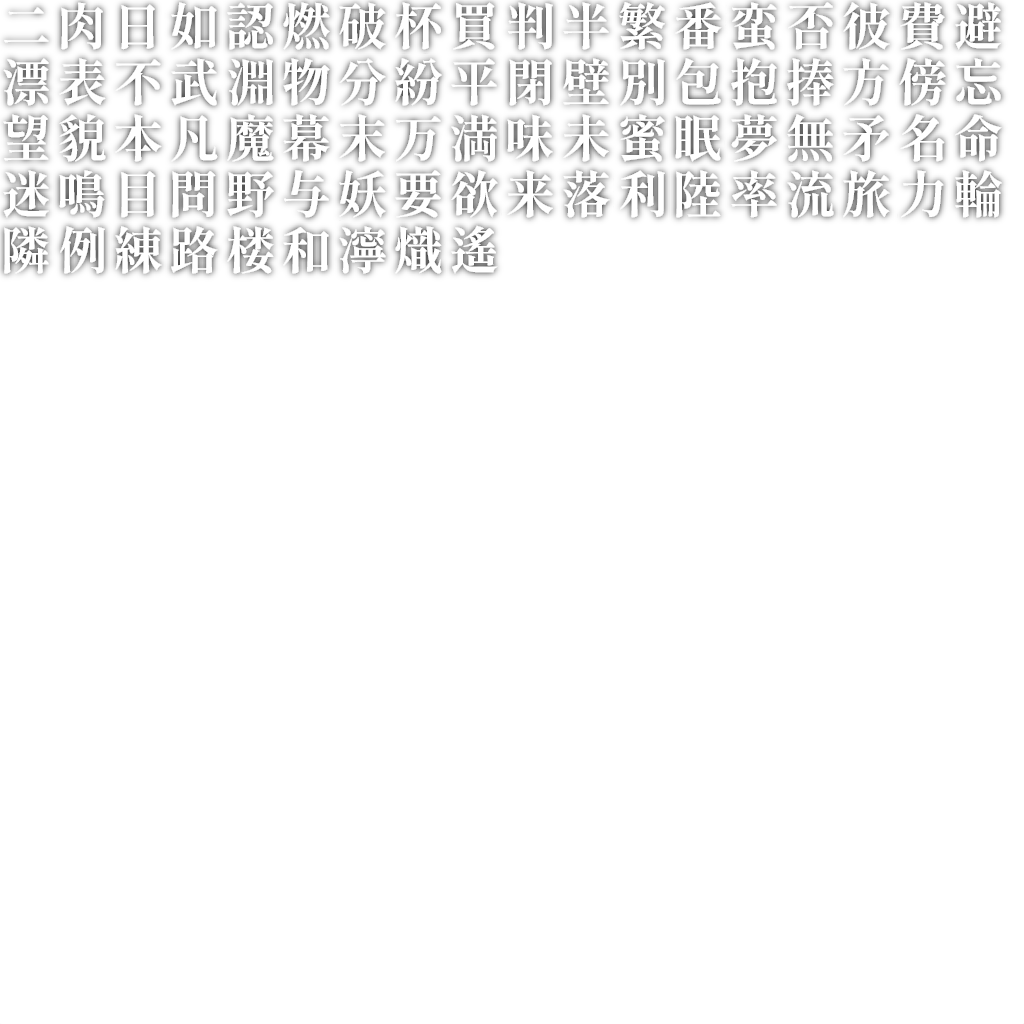 二肉日如認燃破杯買判半繁番蛮否彼費避
漂表不武淵物分紛平閉壁別包抱捧方傍忘
望貌本凡魔幕末万満味未蜜眠夢無矛名命
迷鳴目問野与妖要欲来落利陸率流旅力輪
隣例練路楼和濘熾遙